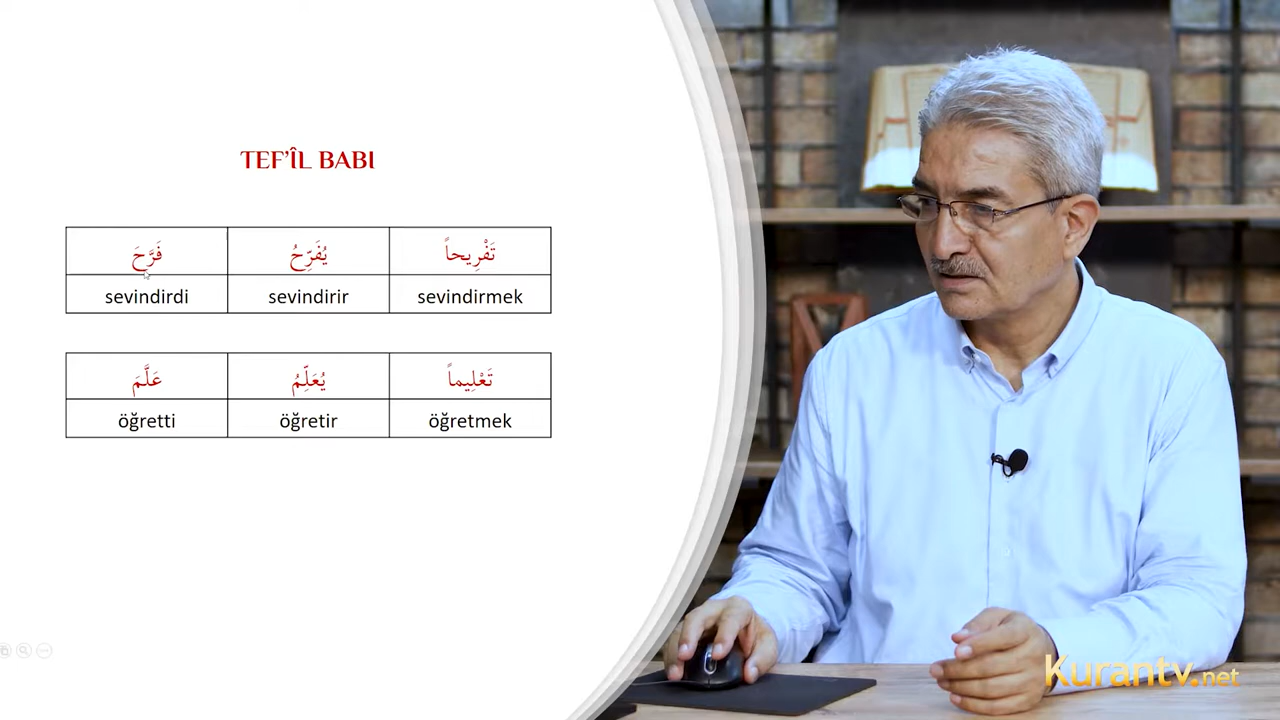 TEF’ÎL BABI
فَرَّحَ يُفَرِّحُ تَفْرِيحاً
sevindirdi sevindirir sevindirmek
عَلَّمَ يُعَلِّمُ تَعْلِيماً
öğretti öğretir öğretmek
Kurantv.net